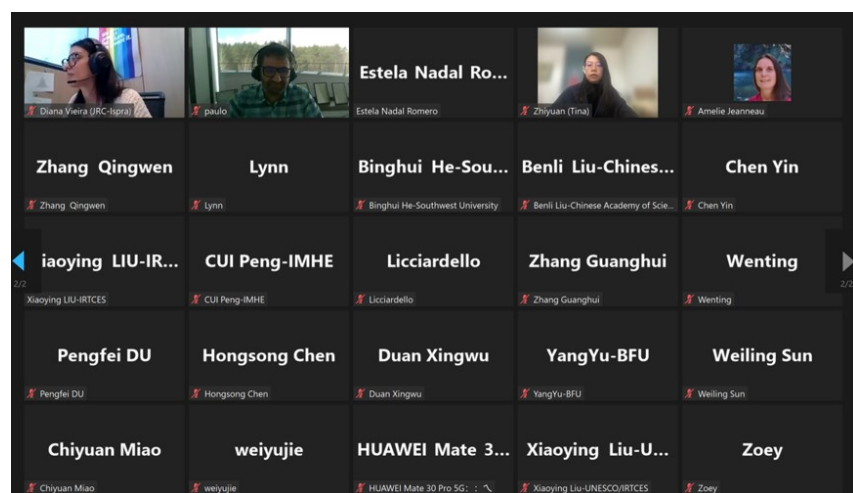 Diana Vieira (JRC-Ispra)
paulo
Estela Nadal Ro...
Estela Nadal Romero
Zhiyuan (Tina)
Amelie Jeanneau
Zhang Qingwen
Zhang Qingwen
Lynn
Lynn
Binghui He-Sou...
Binghui He-Southwest University
Benli Liu-Chines...
Benli Liu-Chinese Academy of Scie...
Chen Yin
Chen Yin
2/2
iaoying LIU-IR...
Xiaoying LIU-IRTCES
CUI Peng-IMHE
CUI Peng-IMHE
Licciardello
Licciardello
Zhang Guanghui
Zhang Guanghui
Wenting
Wenting
2/2
Pengfei DU
Pengfei DU
Hongsong Chen
Hongsong Chen
Duan Xingwu
Duan Xingwu
YangYu-BFU
YangYu-BFU
Weiling Sun
Weiling Sun
Chiyuan Miao
Chiyuan Miao
weiyujie
weiyujie
HUAWEI Mate 3...
HUAWEI Mate 30 Pro 5G:
Xiaoying Liu-U...
Xiaoying Liu-UNESCO/IRTCES
Zoey
Zoey